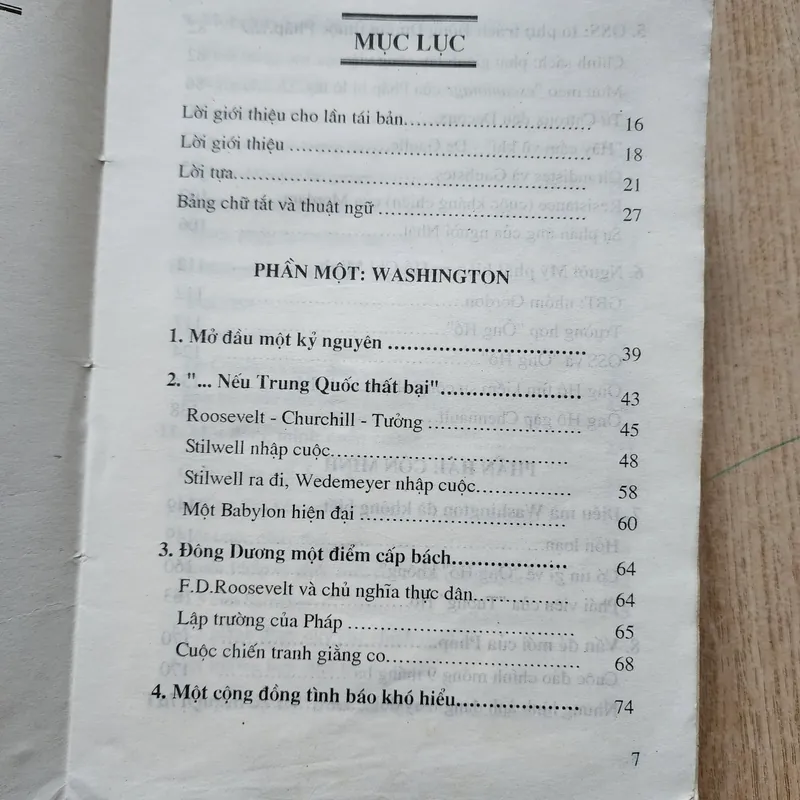 MỤC LỤC
Lời giới thiệu cho lần tái bản.............................. 16
Lời giới thiệu ................................................ 18
Lời tựa......................................................... 21
Bảng chữ tắt và thuật ngữ ................................. 27
PHẦN MỘT: WASHINGTON
1. Mở đầu một kỷ nguyên ................................ 39
2. "... Nếu Trung Quốc thất bại"...................... 43
Roosevelt - Churchill - Tưởng ...................... 45
Stilwell nhập cuộc.................................... 48
Stilwell ra đi, Wedemeyer nhập cuộc............... 58
Một Babylon hiện đại ................................ 60
3. Đông Dương một điểm cấp bách.................... 64
F.D.Roosevelt và chủ nghĩa thực dân............... 64
Lập trường của Pháp ................................ 65
Cuộc chiến tranh giằng co........................... 68
4. Một cộng đồng tình báo khó hiểu................... 74
7